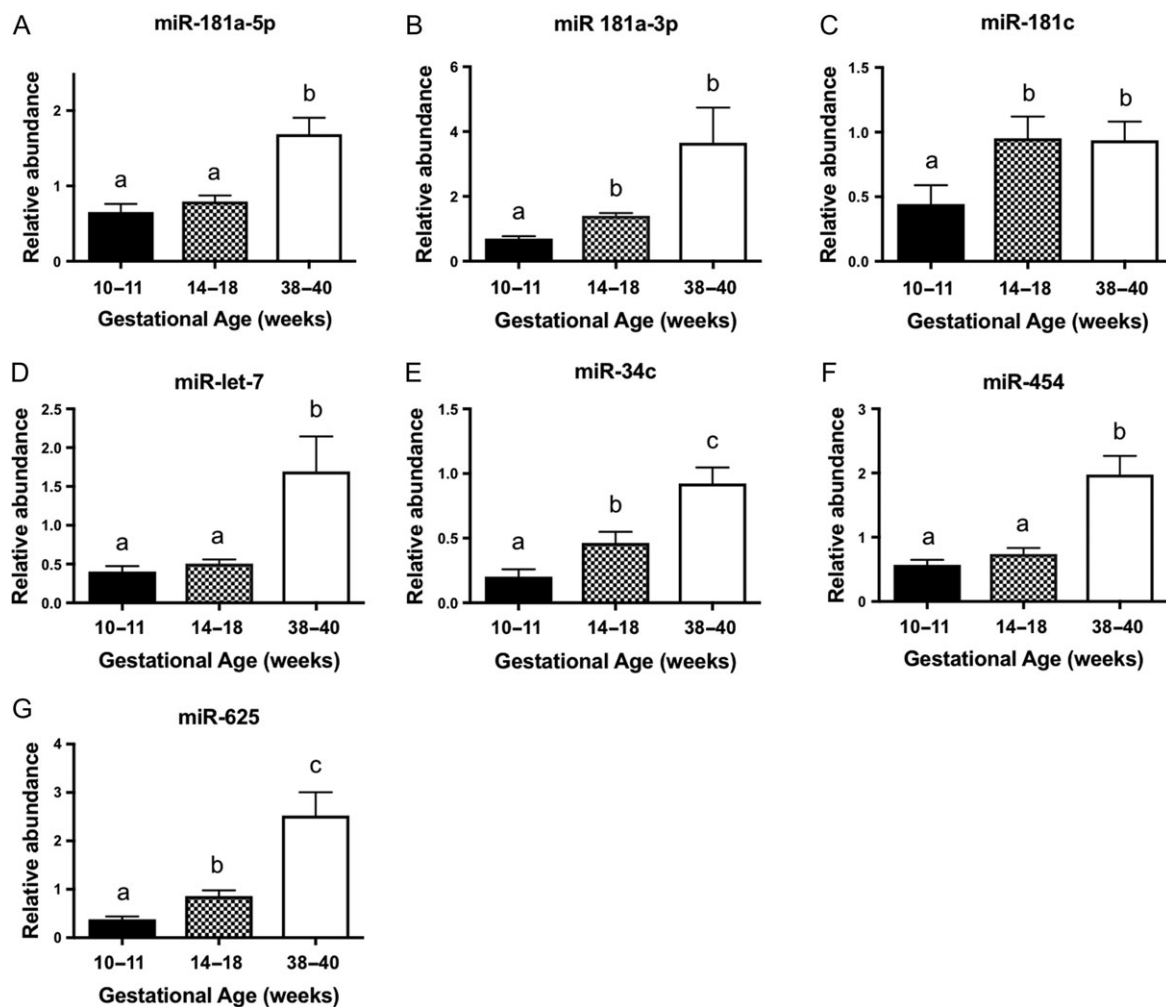 A
miR-181a-5p
Relative abundance
2
1
0
a
a
b
10–11
14–18
38–40
Gestational Age (weeks)
B
miR 181a-3p
Relative abundance
6
4
2
0
a
b
b
10–11
14–18
38–40
Gestational Age (weeks)
C
miR-181c
Relative abundance
1.5
1.0
0.5
0.0
a
b
b
10–11
14–18
38–40
Gestational Age (weeks)
D
miR-let-7
Relative abundance
2.5
2.0
1.5
1.0
0.5
0.0
a
a
b
10–11
14–18
38–40
Gestational Age (weeks)
E
miR-34c
Relative abundance
1.5
1.0
0.5
0.0
a
b
c
10–11
14–18
38–40
Gestational Age (weeks)
F
miR-454
Relative abundance
3
2
1
0
a
a
b
10–11
14–18
38–40
Gestational Age (weeks)
G
miR-625
Relative abundance
4
3
2
1
0
a
b
c
10–11
14–18
38–40
Gestational Age (weeks)